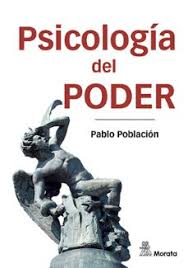 Psicología
del
PODER
Pablo Población
Morata